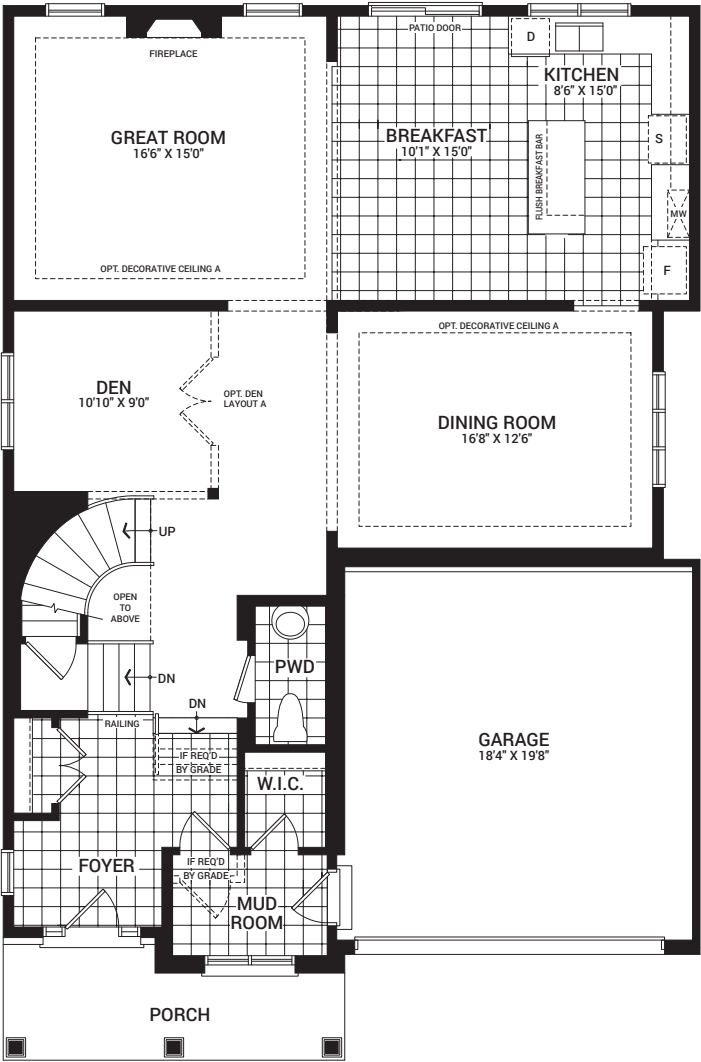 PATIO DOOR
D
FIREPLACE
KITCHEN
8'6" X 15'0"
GREAT ROOM
16'6" X 15'0"
BREAKFAST
10'1" X 15'0"
FLUSH BREAKFAST BAR
S
MW
F
OPT. DECORATIVE CEILING A
OPT. DECORATIVE CEILING A
DEN
10'10" X 9'0"
OPT. DEN
LAYOUT A
DINING ROOM
16'8" X 12'6"
UP
OPEN
TO
ABOVE
DN
PWD
DN
RAILING
IF REQ'D
BY GRADE
W.I.C.
GARAGE
18'4" X 19'8"
FOYER
IF REQ'D
BY GRADE
MUD
ROOM
PORCH